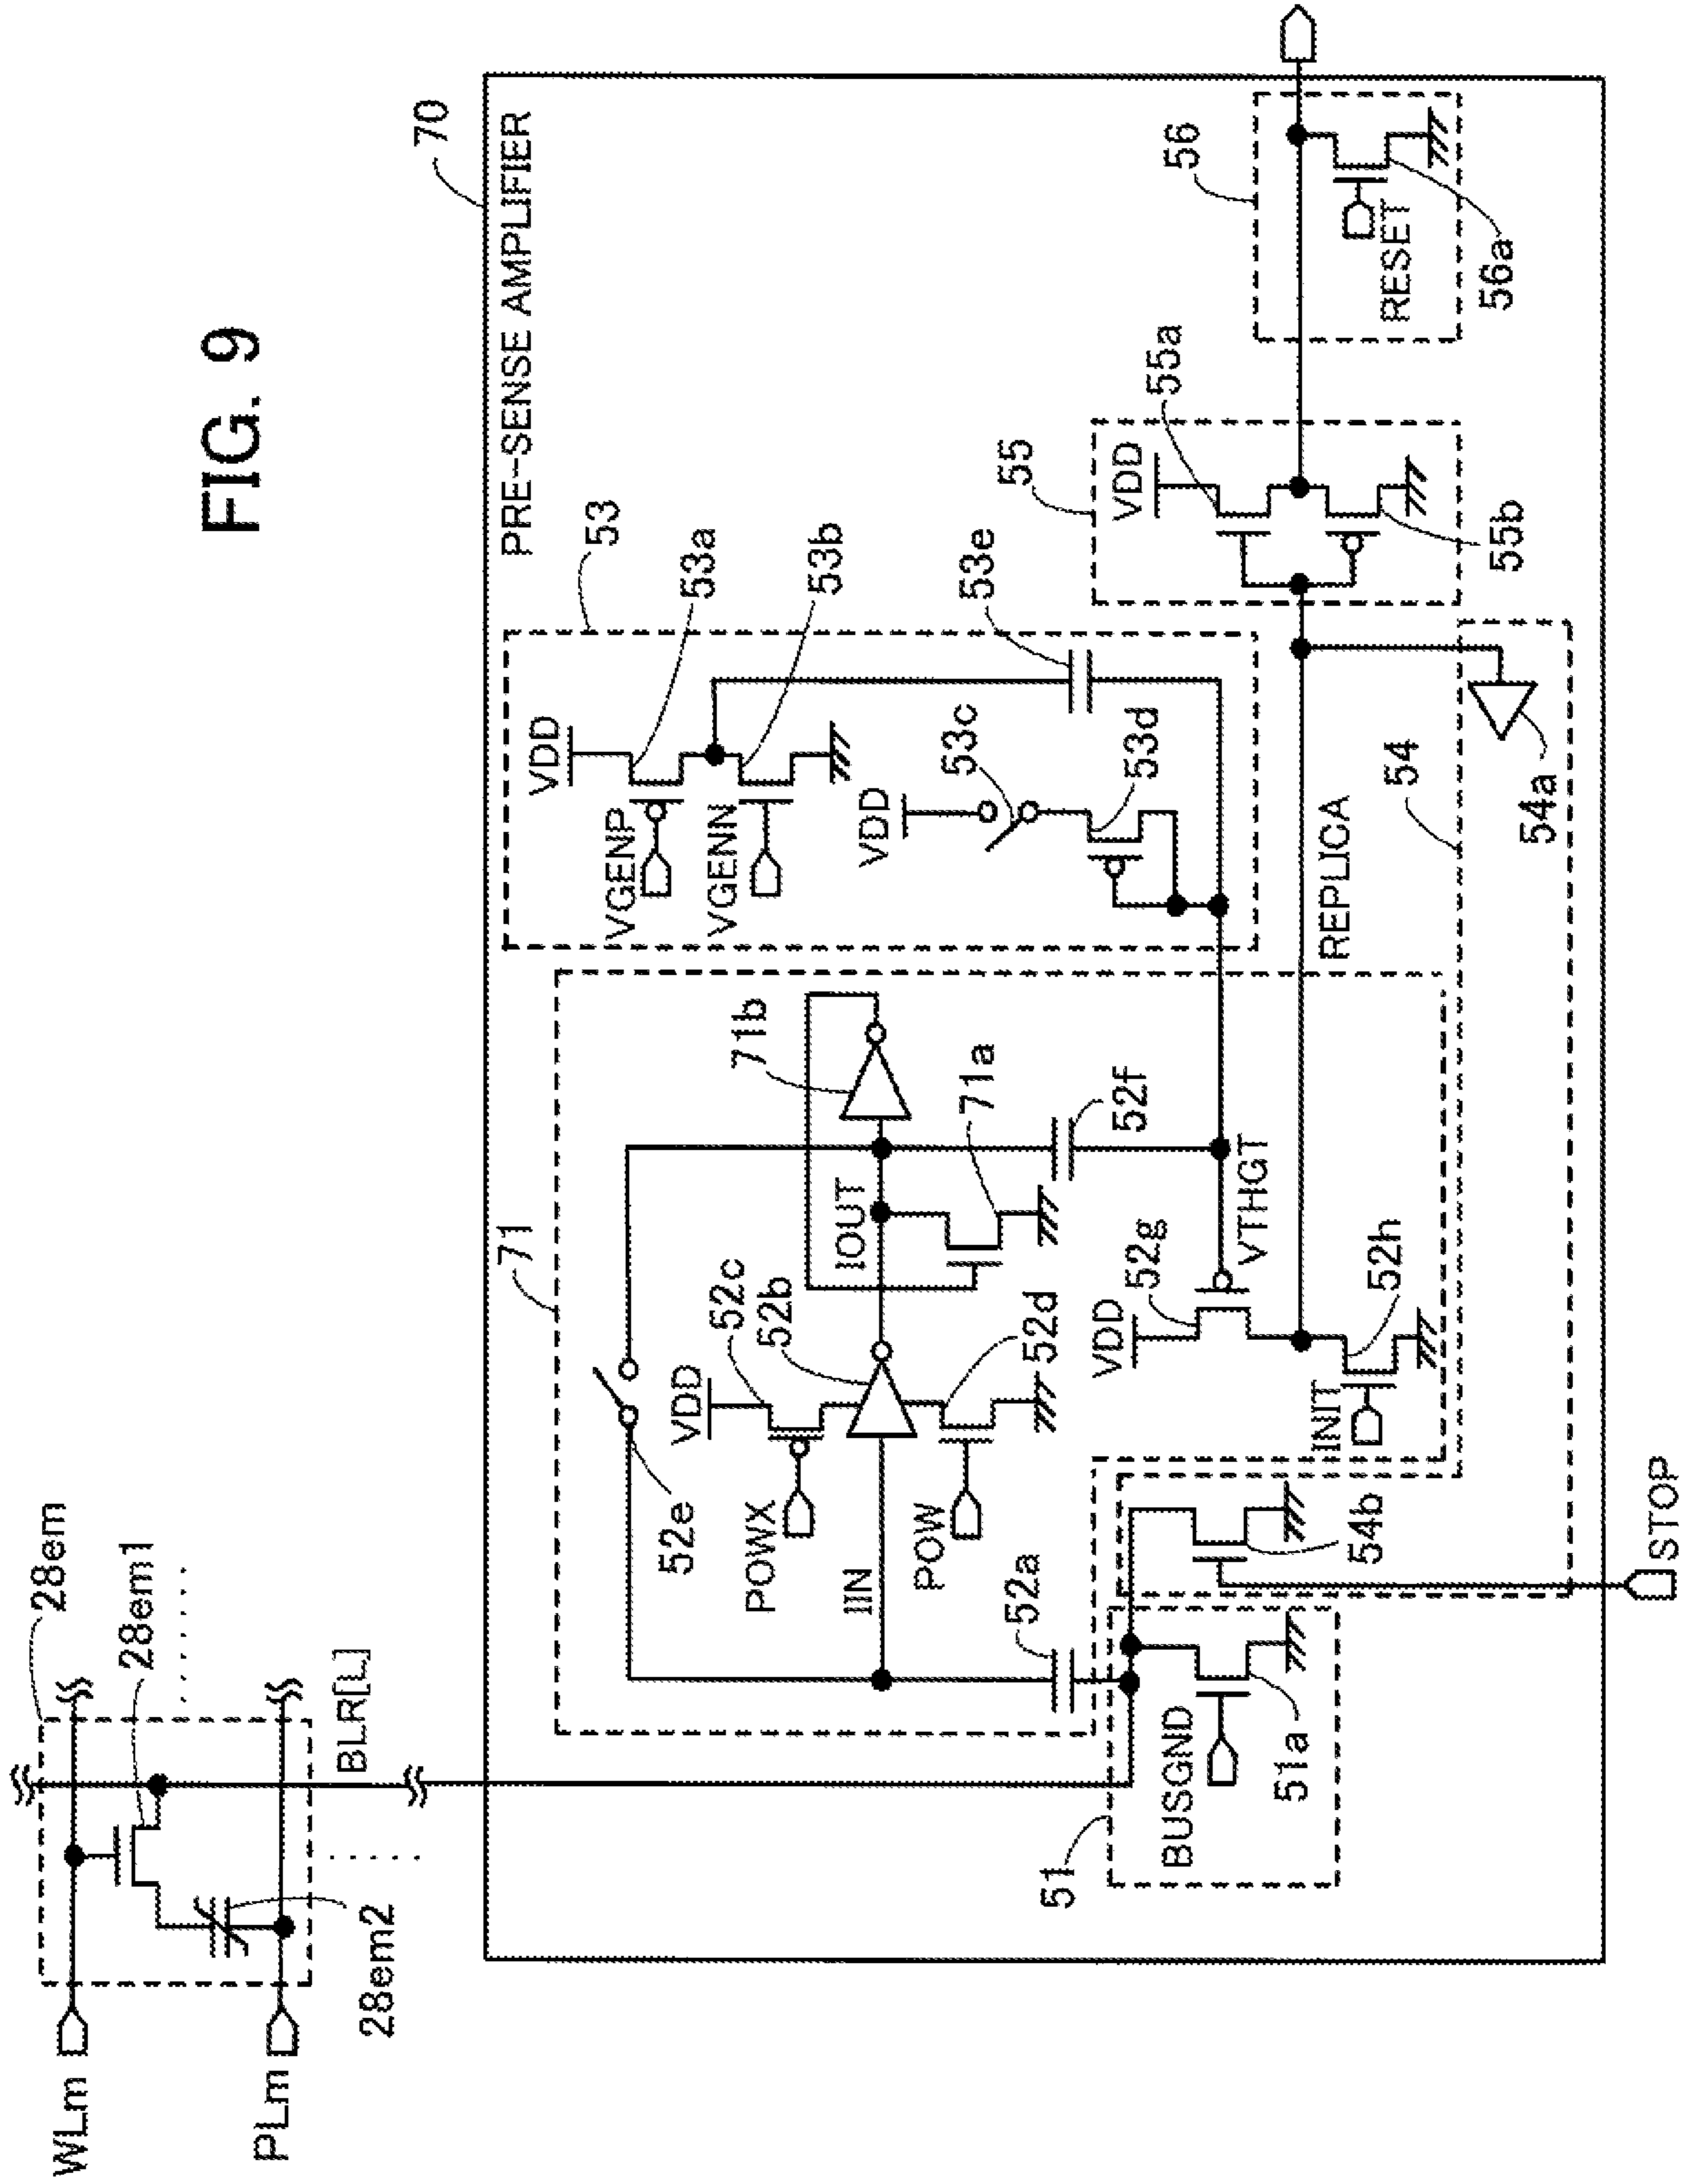 FIG. 9
WLm
PLm
28em
28em1
28em2
BLR[L]
70
PRE-SENSE AMPLIFIER
71
52e
POWX
VDD
52c
52b
IIN
POW
52d
IOUT
71b
71a
52a
52f
53
VDD
53a
VGENP
VGENN
53b
53e
VDD
53c
53d
51
BUSGND
51a
54b
VDD
52g
VTHGT
INIT
52h
REPLICA
54
54a
55
VDD
55a
55b
56
RESET
56a
STOP